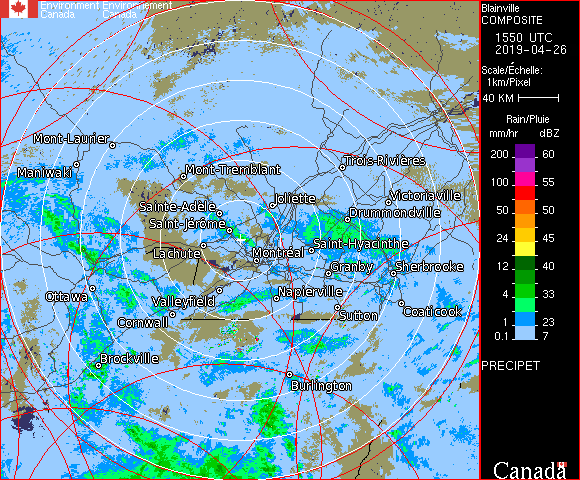 Environment Environnement
Canada Canada
Blainville
COMPOSITE
1550 UTC
2019-04-26
Scale/Échelle:
1km/Pixel
40 KM
Rain/Pluie
mm/hr dBZ
200 60
100 55
50 50
24 45
12 40
4 33
1 23
0.1 7
PRECIPET
Canada
Mont-Laurier
Maniwaki
Mont-Tremblant
Trois-Rivières
Joliette
Victoriaville
Sainte-Adèle
Drummondville
Saint-Jérôme
Saint-Hyacinthe
Lachute
Montréal
Granby
Sherbrooke
Ottawa
Valleyfield
Napierville
Cornwall
Sutton
Coaticook
Brockville
Burlington